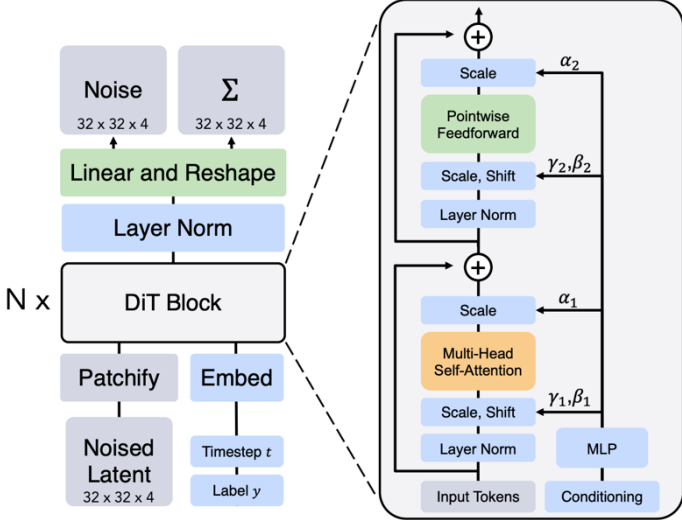 Noise
32 x 32 x 4
Σ
32 x 32 x 4
Linear and Reshape
Layer Norm
N x
DiT Block
Patchify
Embed
Noised
Latent
32 x 32 x 4
Timestep t
Label y
+
Scale
α₂
Pointwise
Feedforward
Scale, Shift
γ₂,β₂
Layer Norm
+
Scale
α₁
Multi-Head
Self-Attention
Scale, Shift
γ₁,β₁
Layer Norm
MLP
Input Tokens
Conditioning